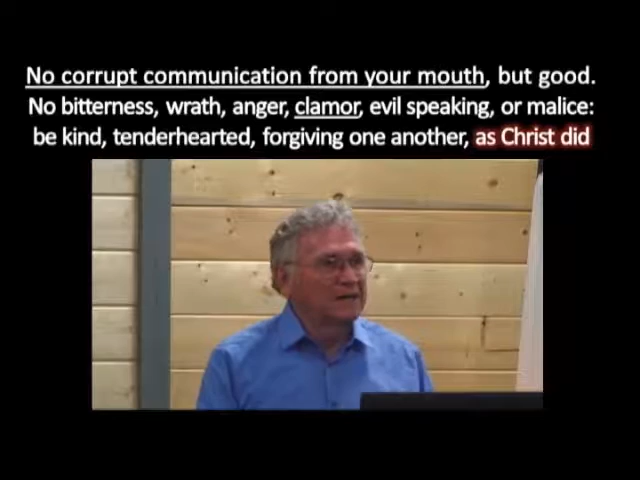 No corrupt communication from your mouth, but good.
No bitterness, wrath, anger, clamor, evil speaking, or malice:
be kind, tenderhearted, forgiving one another, as Christ did